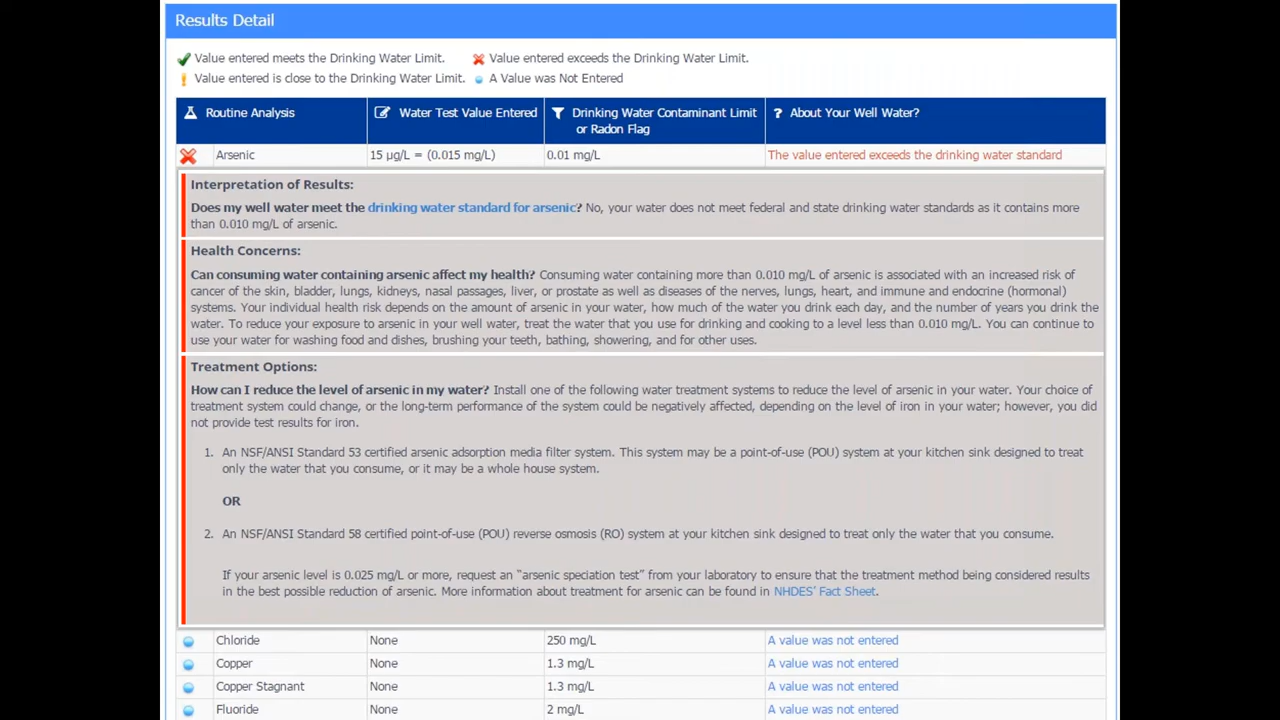 Results Detail
Value entered meets the Drinking Water Limit. Value entered exceeds the Drinking Water Limit.
Value entered is close to the Drinking Water Limit. A Value was Not Entered
Routine Analysis Water Test Value Entered Drinking Water Contaminant Limit or Radon Flag ? About Your Well Water?
Arsenic 15 µg/L = (0.015 mg/L) 0.01 mg/L The value entered exceeds the drinking water standard
Interpretation of Results:
Does my well water meet the drinking water standard for arsenic? No, your water does not meet federal and state drinking water standards as it contains more
than 0.010 mg/L of arsenic.
Health Concerns:
Can consuming water containing arsenic affect my health? Consuming water containing more than 0.010 mg/L of arsenic is associated with an increased risk of
cancer of the skin, bladder, lungs, kidneys, nasal passages, liver, or prostate as well as diseases of the nerves, lungs, heart, and immune and endocrine (hormonal)
systems. Your individual health risk depends on the amount of arsenic in your water, how much of the water you drink each day, and the number of years you drink the
water. To reduce your exposure to arsenic in your well water, treat the water that you use for drinking and cooking to a level less than 0.010 mg/L. You can continue to
use your water for washing food and dishes, brushing your teeth, bathing, showering, and for other uses.
Treatment Options:
How can I reduce the level of arsenic in my water? Install one of the following water treatment systems to reduce the level of arsenic in your water. Your choice of
treatment system could change, or the long-term performance of the system could be negatively affected, depending on the level of iron in your water; however, you did
not provide test results for iron.
1. An NSF/ANSI Standard 53 certified arsenic adsorption media filter system. This system may be a point-of-use (POU) system at your kitchen sink designed to treat
only the water that you consume, or it may be a whole house system.
OR
2. An NSF/ANSI Standard 58 certified point-of-use (POU) reverse osmosis (RO) system at your kitchen sink designed to treat only the water that you consume.
If your arsenic level is 0.025 mg/L or more, request an "arsenic speciation test" from your laboratory to ensure that the treatment method being considered results
in the best possible reduction of arsenic. More information about treatment for arsenic can be found in NHDES' Fact Sheet.
Chloride None 250 mg/L A value was not entered
Copper None 1.3 mg/L A value was not entered
Copper Stagnant None 1.3 mg/L A value was not entered
Fluoride None 2 mg/L A value was not entered